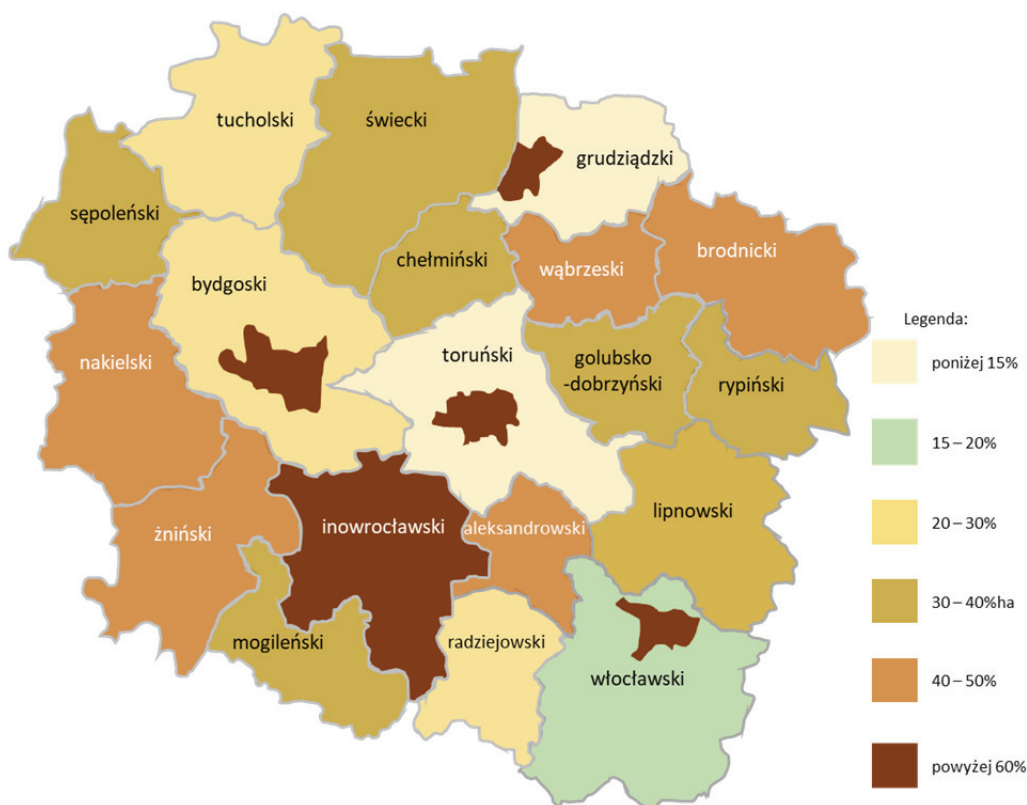 tucholski
świecki
grudziądzki
sępoleński
chełmiński
wąbrzeski
brodnicki
bydgoski
nakielski
toruński
golubsko
-dobrzyński
rypiński
żniński
inowrocławski
aleksandrowski
lipnowski
mogileński
radziejowski
włocławski
Legenda:
poniżej 15%
15 – 20%
20 – 30%
30 – 40%ha
40 – 50%
powyżej 60%